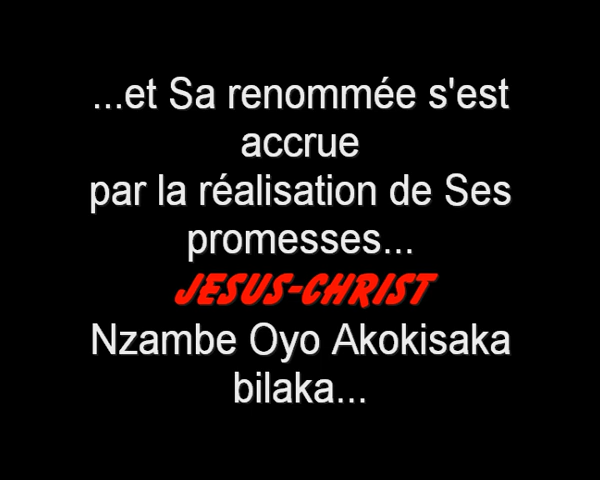 ...et Sa renommée s'est
accrue
par la réalisation de Ses
promesses...
JESUS-CHRIST
Nzambe Oyo Akokisaka
bilaka...